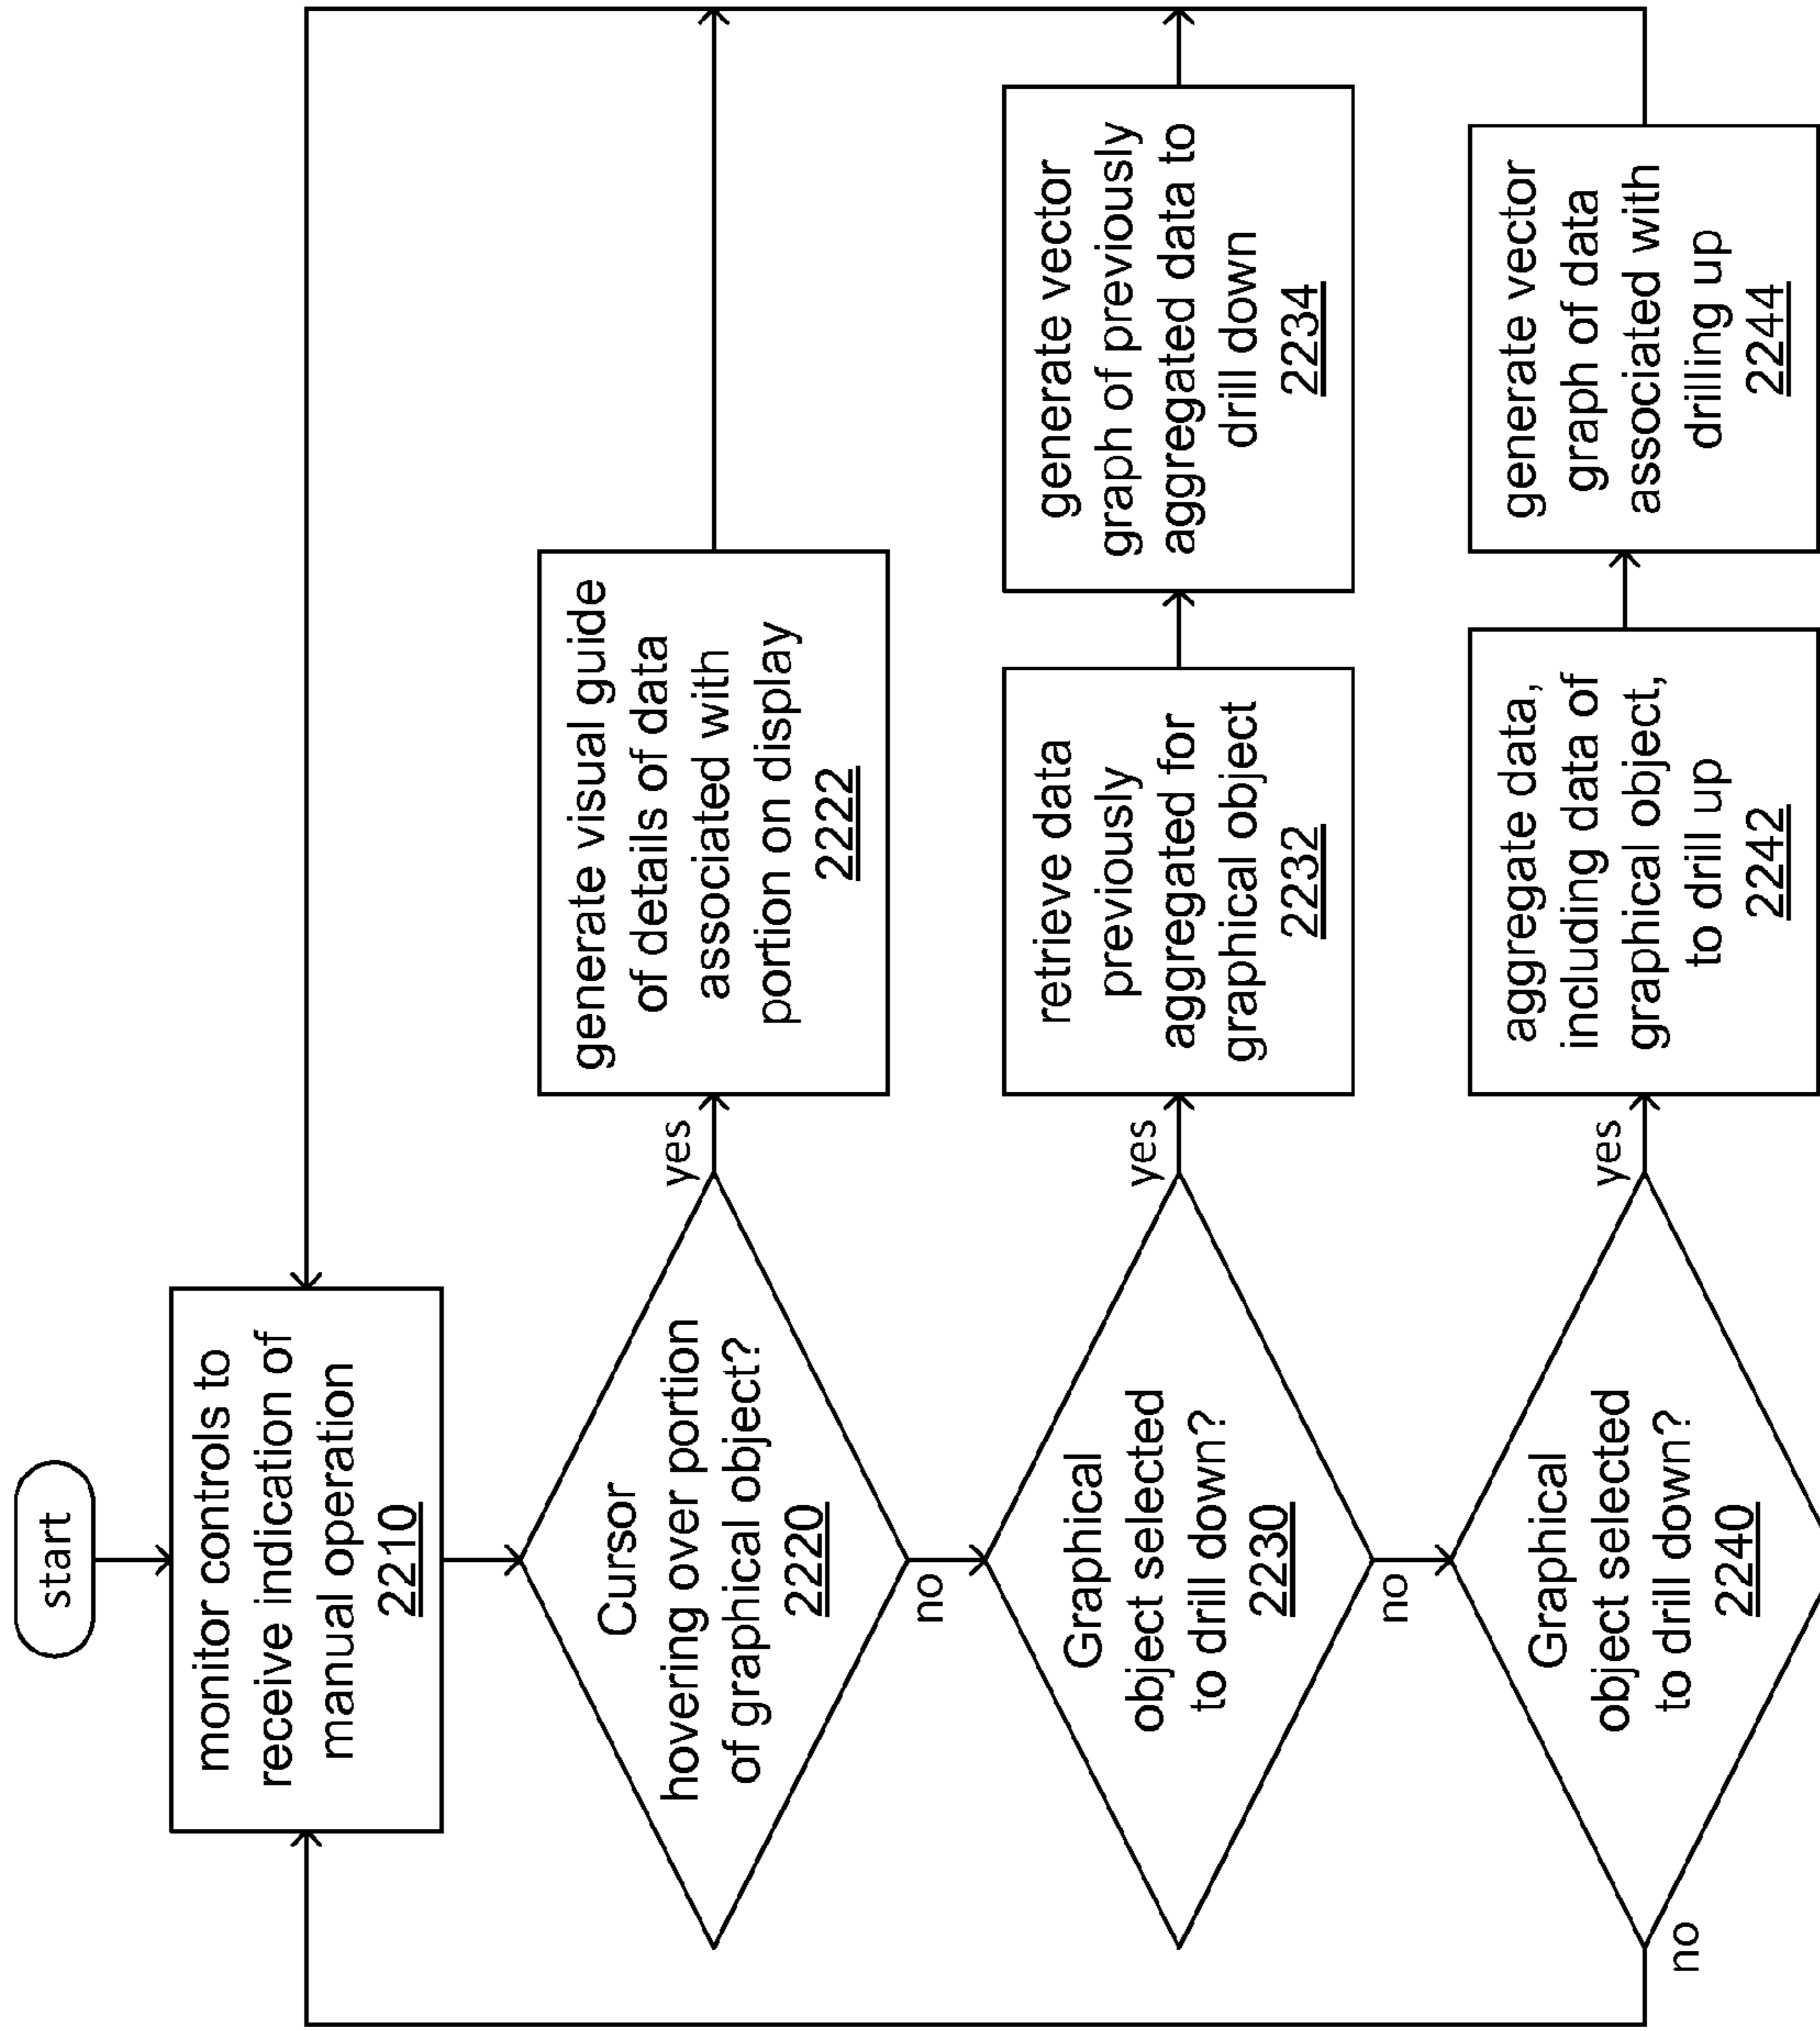 start
monitor controls to
receive indication of
manual operation
2210
Cursor
hovering over portion
of graphical object?
2220
yes
generate visual guide
of details of data
associated with
portion on display
2222
no
Graphical
object selected
to drill down?
2230
yes
retrieve data
previously
aggregated for
graphical object
2232
generate vector
graph of previously
aggregated data to
drill down
2234
no
Graphical
object selected
to drill down?
2240
yes
aggregate data,
including data of
graphical object,
to drill up
2242
generate vector
graph of data
associated with
drilling up
2244
no